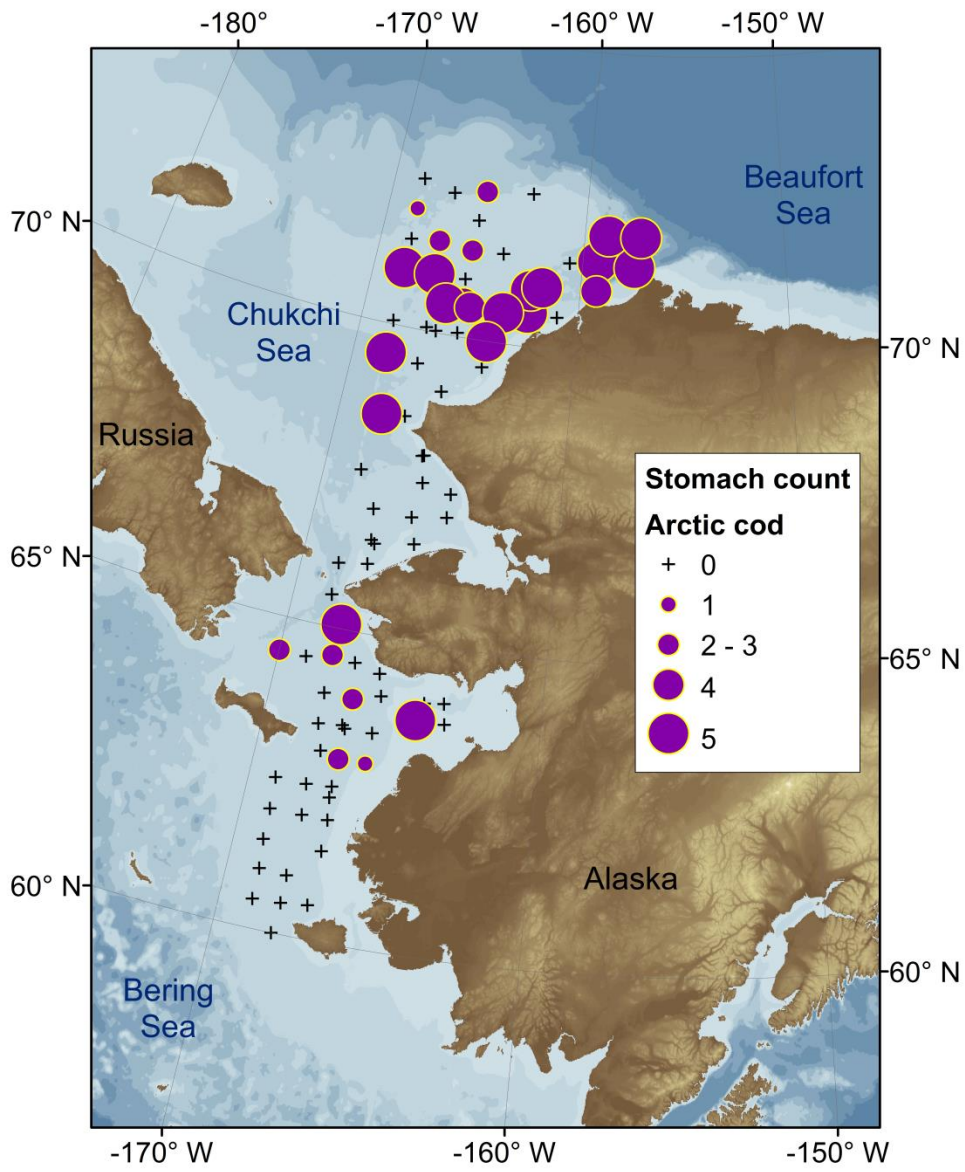 -180° W
-170° W
-160° W
-150° W
Beaufort
Sea
70° N
Chukchi
Sea
70° N
Russia
Stomach count
Arctic cod
0
1
2 - 3
4
5
65° N
65° N
Alaska
60° N
60° N
Bering
Sea
-170° W
-160° W
-150° W